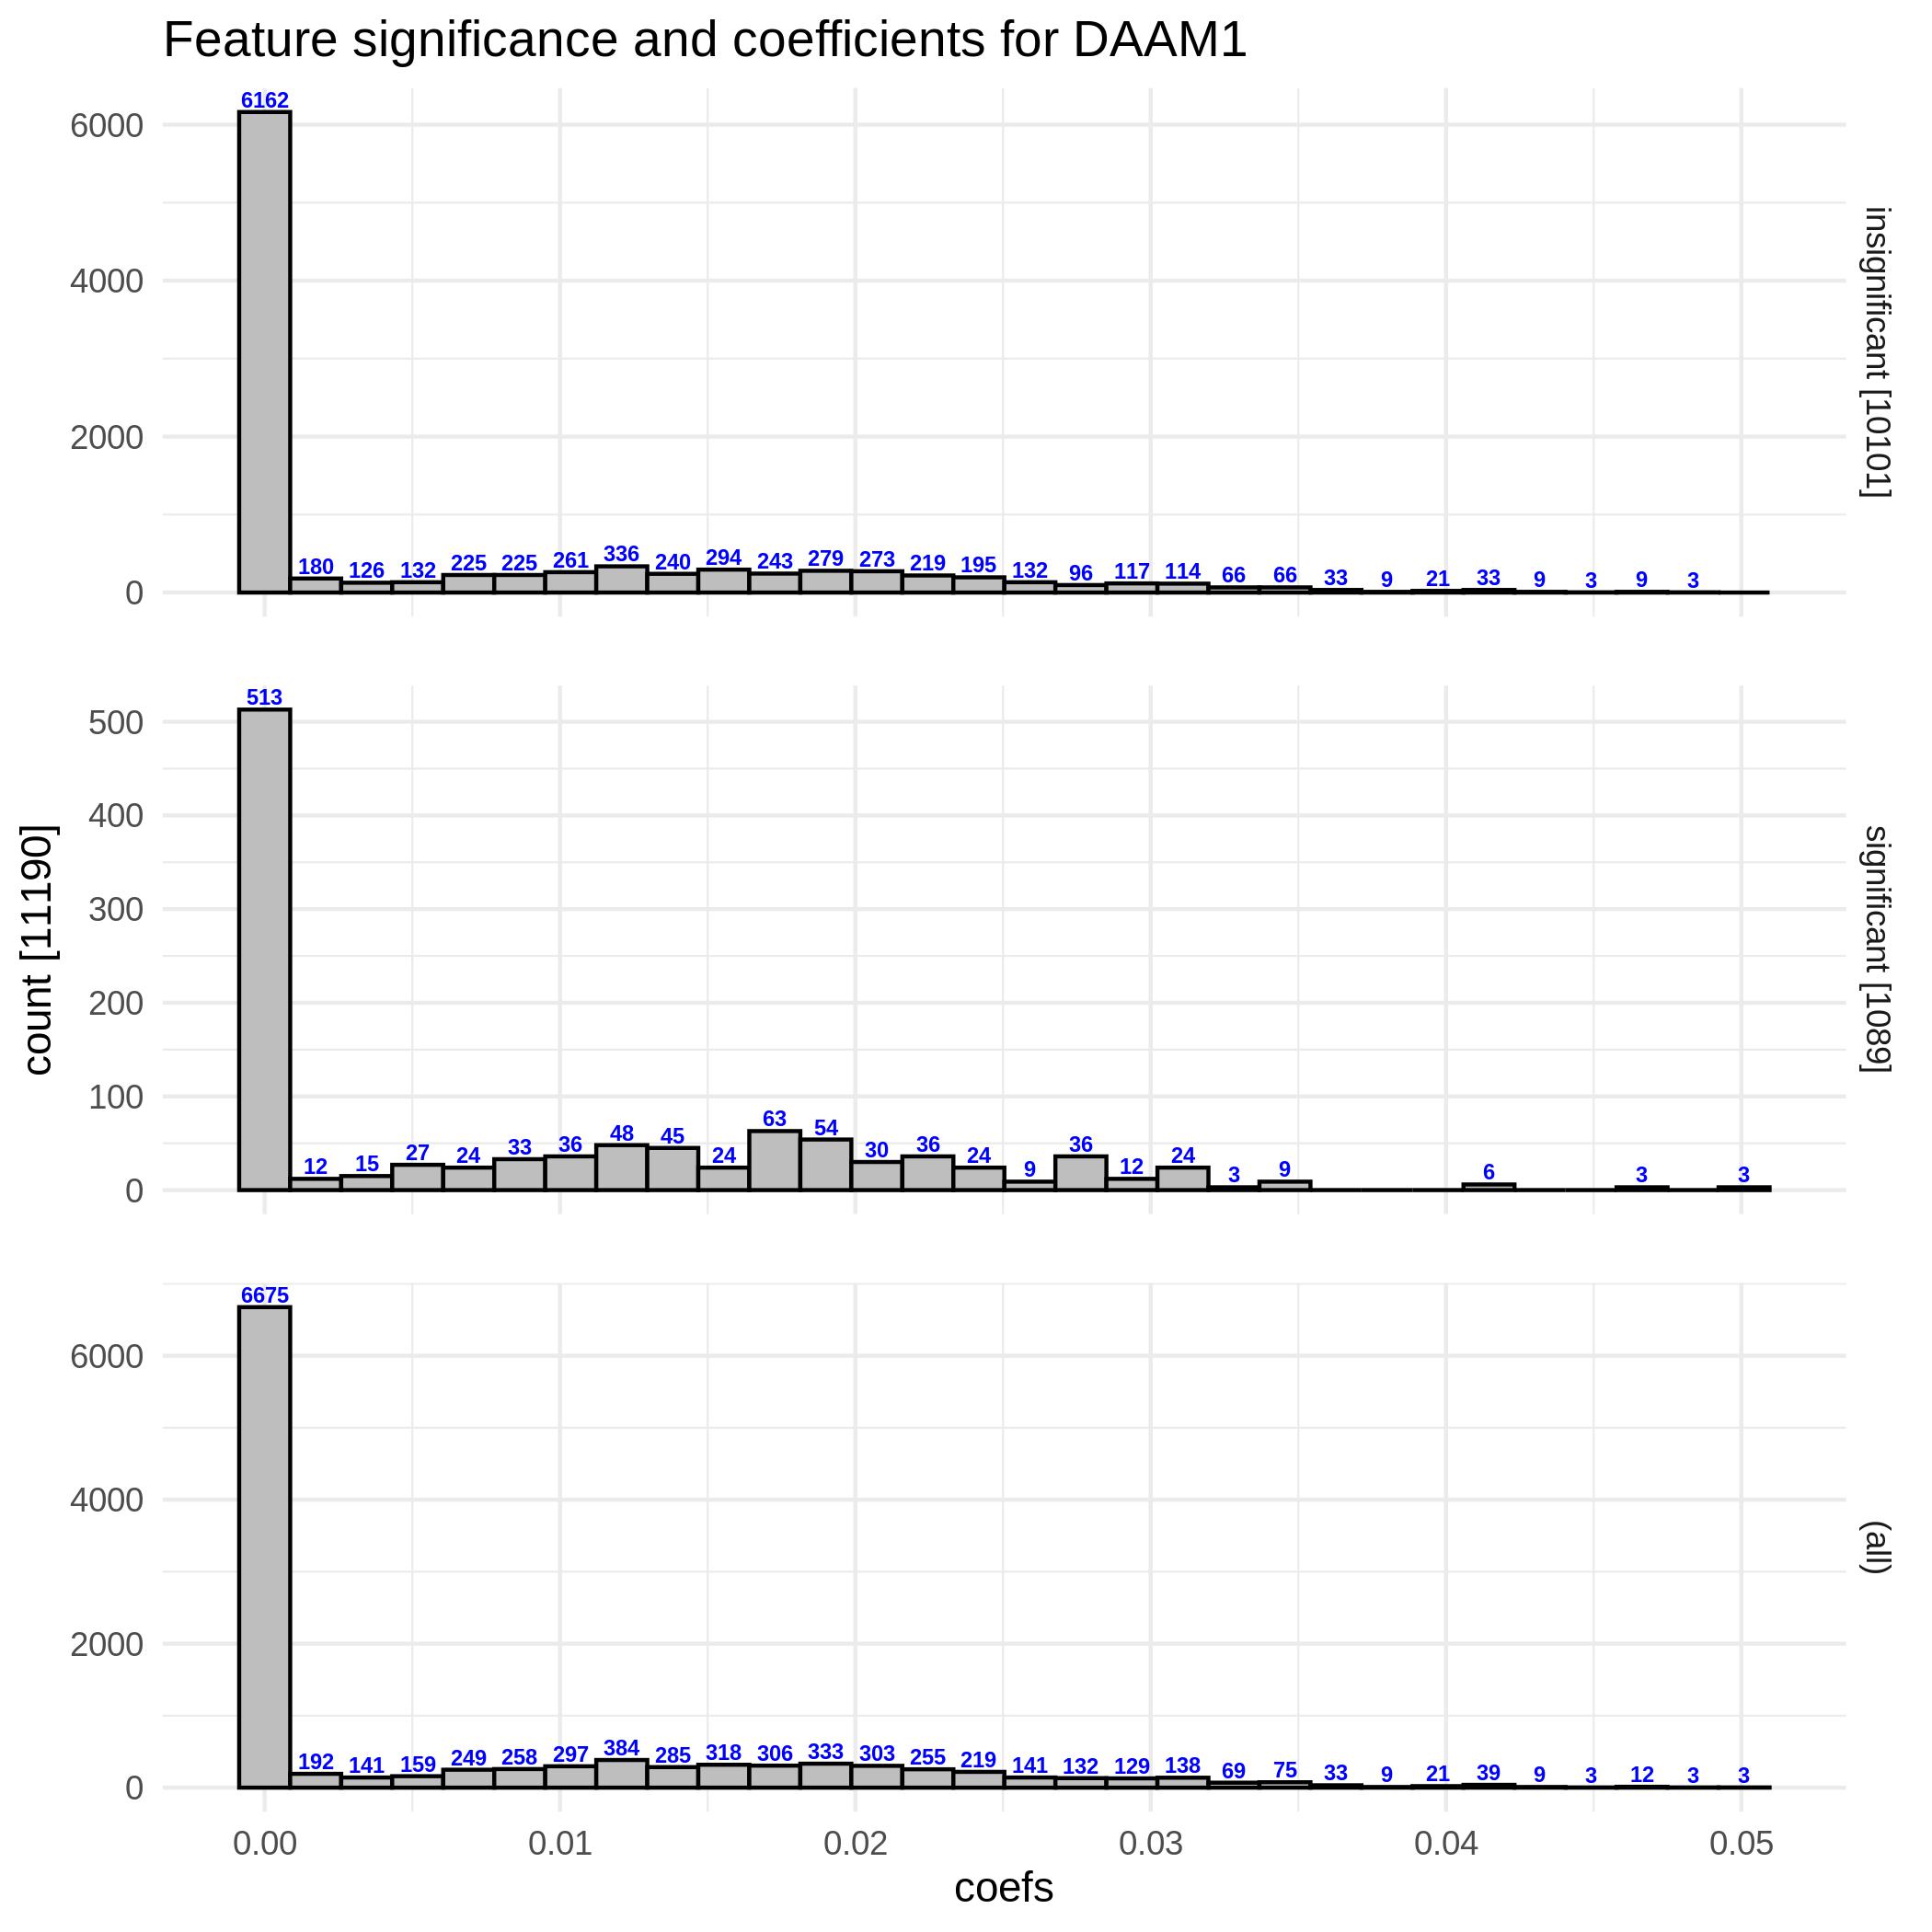 Feature significance and coefficients for DAAM1
6162
6000
4000
2000
0
180 126 132 225 225 261 336 240 294 243 279 273 219 195 132 96 117 114 66 66 33 9 21 33 9 3 9 3
insignificant [10101]
513
500
400
300
200
100
0
12 15 27 24 33 36 48 45 24 63 54 30 36 24 9 36 12 24 3 9 6 3 3
significant [1089]
count [11190]
6675
6000
4000
2000
0
192 141 159 249 258 297 384 285 318 306 333 303 255 219 141 132 129 138 69 75 33 9 21 39 9 3 12 3 3
(all)
0.00 0.01 0.02 0.03 0.04 0.05
coefs